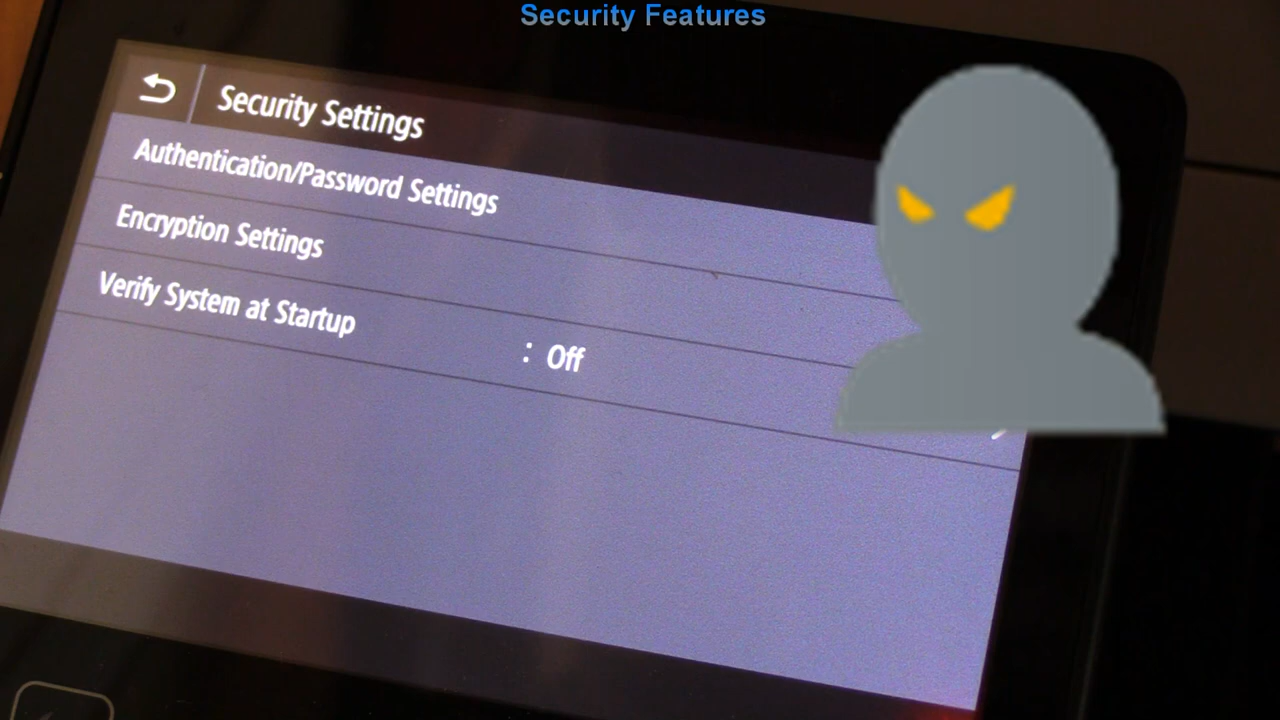 Security Features
Security Settings
Authentication/Password Settings
Encryption Settings
Verify System at Startup
: Off